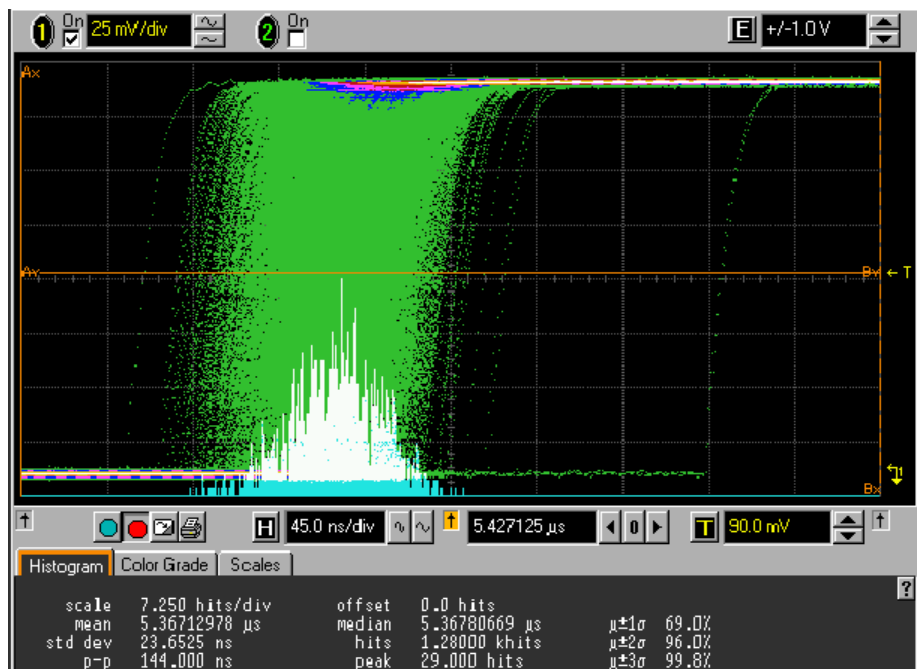 1 On 25 mV/div 2 On E +/-1.0 V
Ax
Ay By ← T
Bx
H 45.0 ns/div 5.427125 µs 0 T 90.0 mV
Histogram Color Grade Scales
?
scale 7.250 hits/div offset 0.0 hits
mean 5.36712978 µs median 5.36780669 µs µ±1σ 69.0%
std dev 23.6525 ns hits 1.28000 khits µ±2σ 96.0%
p-p 144.000 ns peak 29.000 hits µ±3σ 99.8%